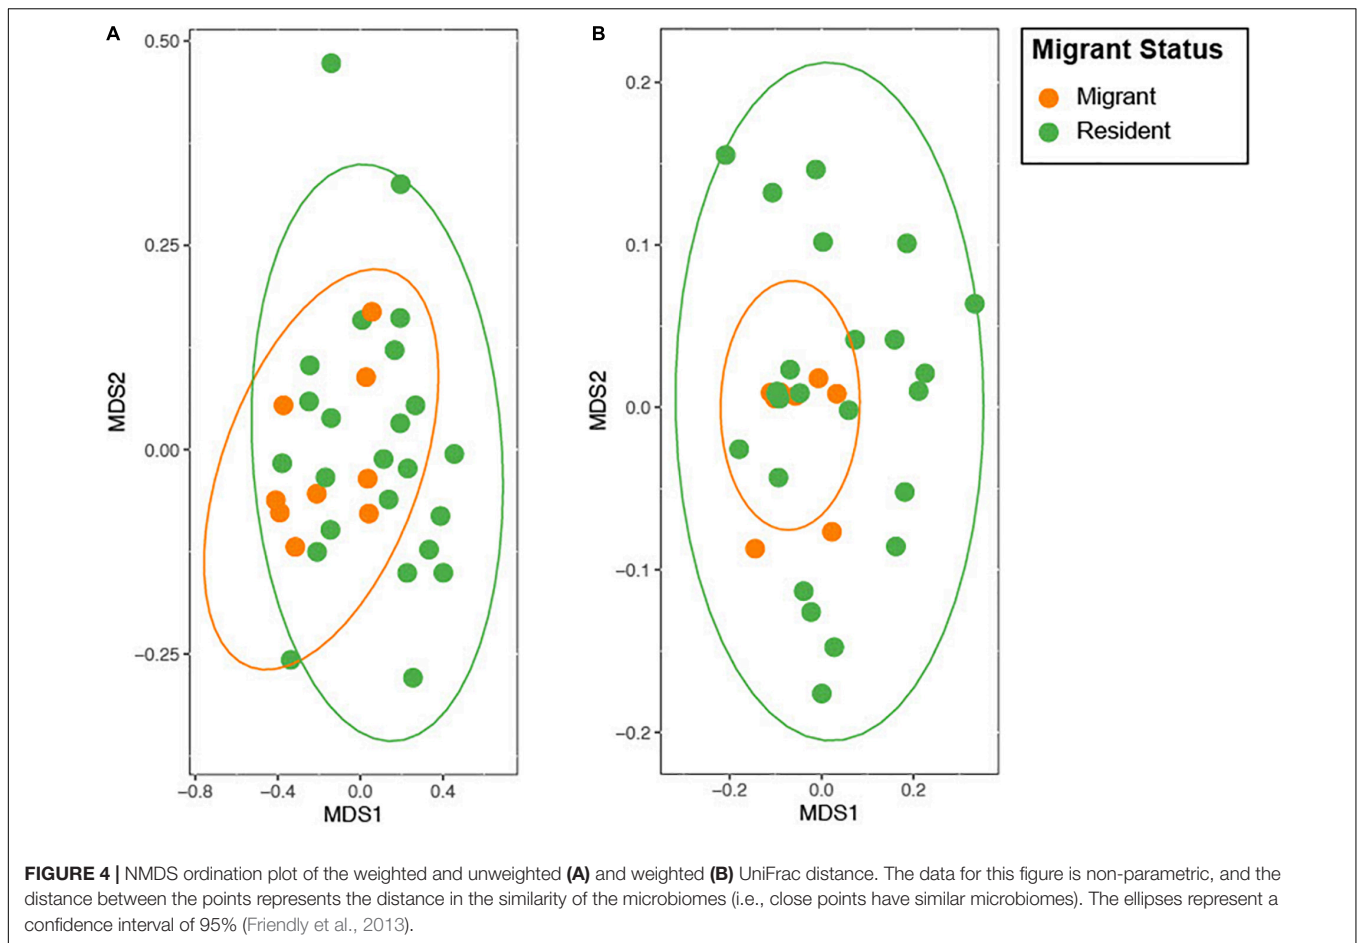 A
B
Migrant Status
Migrant
Resident
0.50
0.25
0.00
−0.25
MDS2
−0.8
−0.4
0.0
0.4
MDS1
0.2
0.1
0.0
−0.1
−0.2
MDS2
−0.2
0.0
0.2
MDS1
FIGURE 4 | NMDS ordination plot of the weighted and unweighted (A) and weighted (B) UniFrac distance. The data for this figure is non-parametric, and the
distance between the points represents the distance in the similarity of the microbiomes (i.e., close points have similar microbiomes). The ellipses represent a
confidence interval of 95% (Friendly et al., 2013).